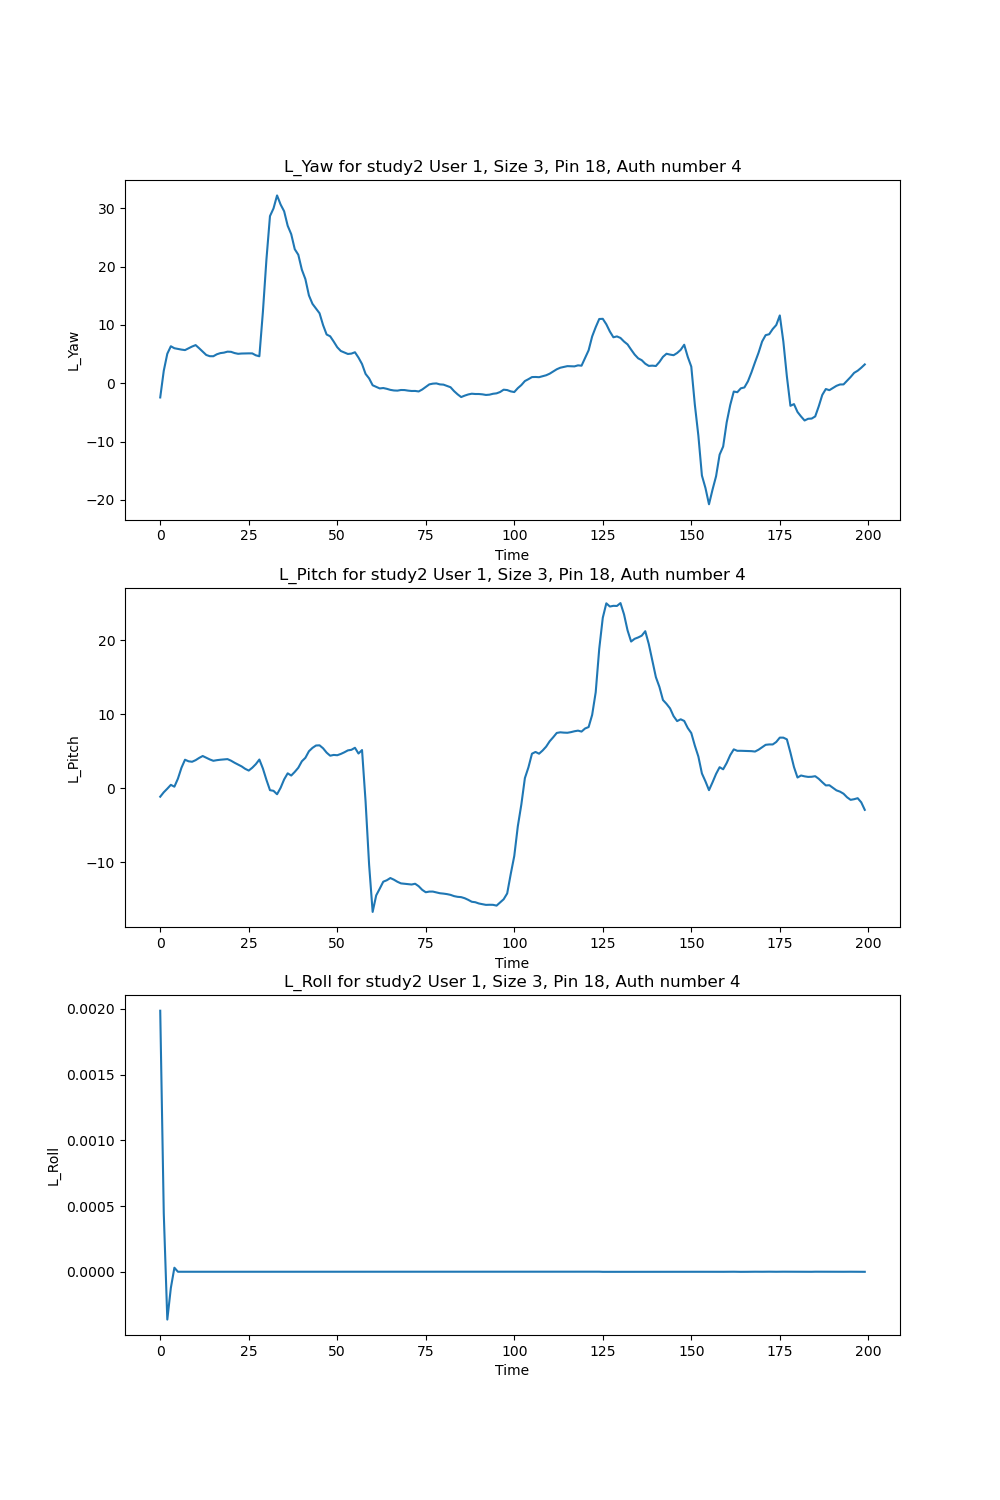 L_Yaw for study2 User 1, Size 3, Pin 18, Auth number 4
30
20
10
0
−10
−20
L_Yaw
0 25 50 75 100 125 150 175 200
Time
L_Pitch for study2 User 1, Size 3, Pin 18, Auth number 4
20
10
0
−10
L_Pitch
0 25 50 75 100 125 150 175 200
Time
L_Roll for study2 User 1, Size 3, Pin 18, Auth number 4
0.0020
0.0015
0.0010
0.0005
0.0000
L_Roll
0 25 50 75 100 125 150 175 200
Time